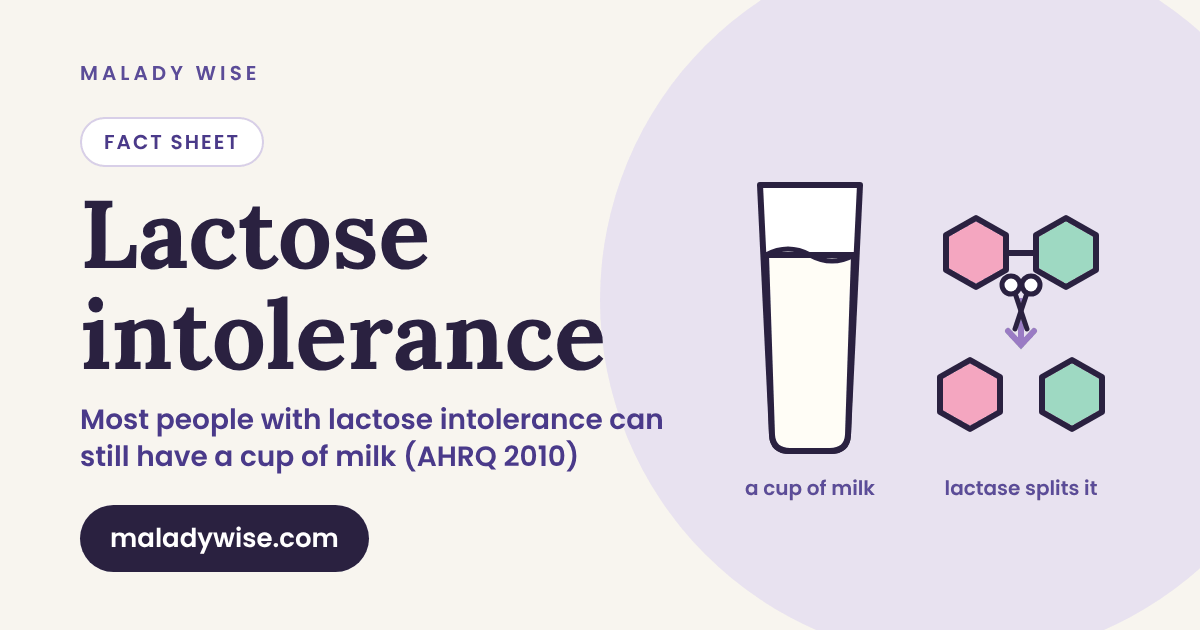 MALADY WISE
FACT SHEET
Lactose
intolerance
Most people with lactose intolerance can
still have a cup of milk (AHRQ 2010)
maladywise.com
a cup of milk
lactase splits it